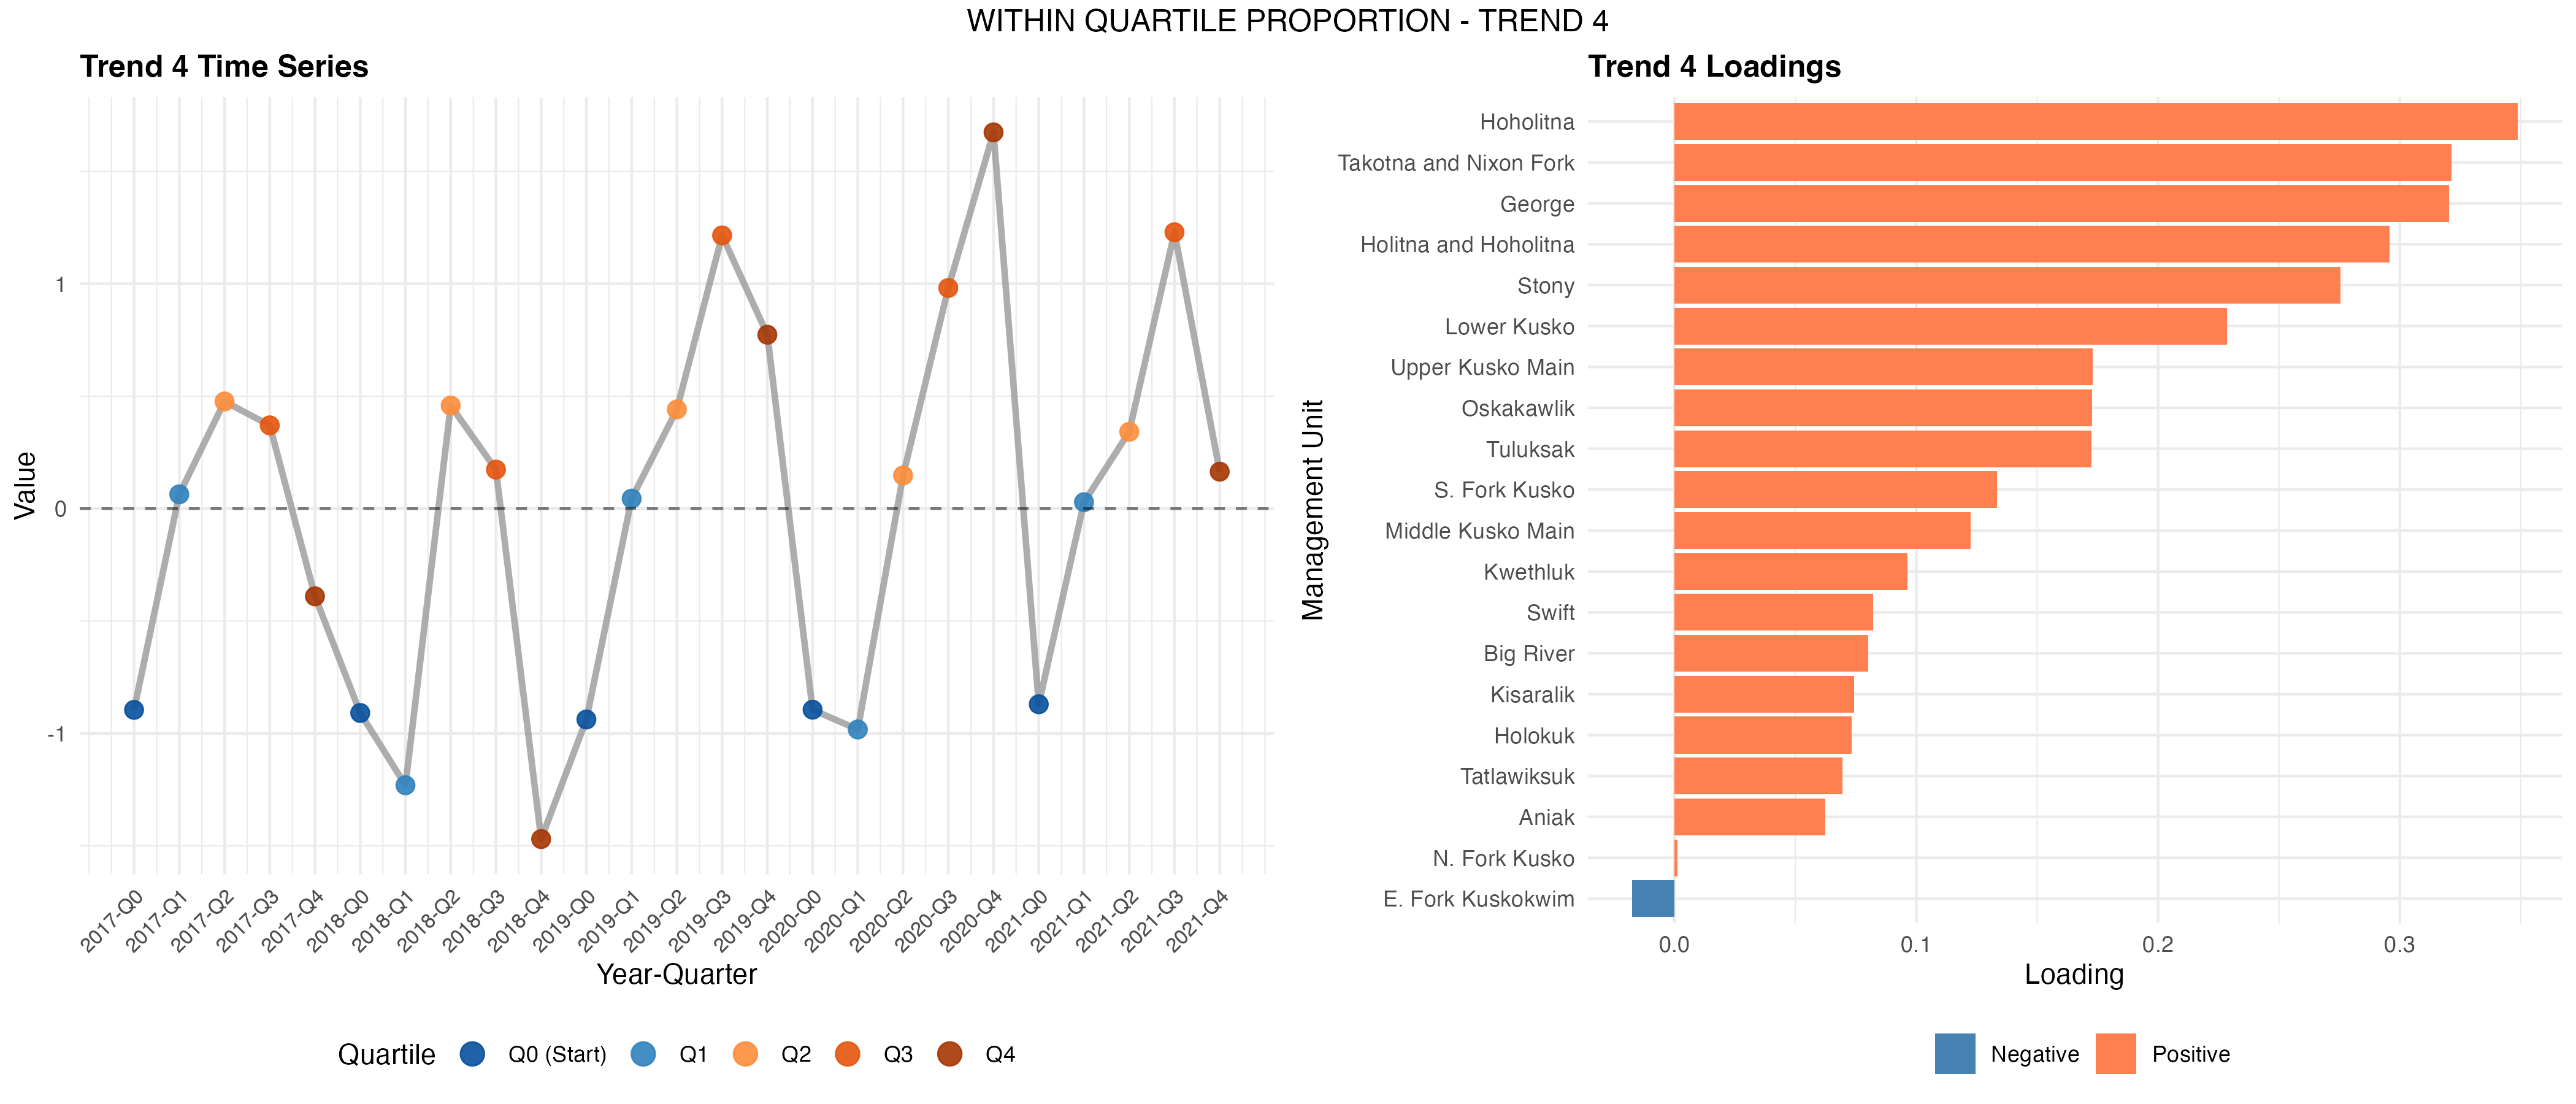 WITHIN QUARTILE PROPORTION - TREND 4
Trend 4 Time Series
Value
1
0
-1
2017-Q0
2017-Q1
2017-Q2
2017-Q3
2017-Q4
2018-Q0
2018-Q1
2018-Q2
2018-Q3
2018-Q4
2019-Q0
2019-Q1
2019-Q2
2019-Q3
2019-Q4
2020-Q0
2020-Q1
2020-Q2
2020-Q3
2020-Q4
2021-Q0
2021-Q1
2021-Q2
2021-Q3
2021-Q4
Year-Quarter
Quartile Q0 (Start) Q1 Q2 Q3 Q4
Trend 4 Loadings
Management Unit
Hoholitna
Takotna and Nixon Fork
George
Holitna and Hoholitna
Stony
Lower Kusko
Upper Kusko Main
Oskakawlik
Tuluksak
S. Fork Kusko
Middle Kusko Main
Kwethluk
Swift
Big River
Kisaralik
Holokuk
Tatlawiksuk
Aniak
N. Fork Kusko
E. Fork Kuskokwim
0.0 0.1 0.2 0.3
Loading
Negative Positive